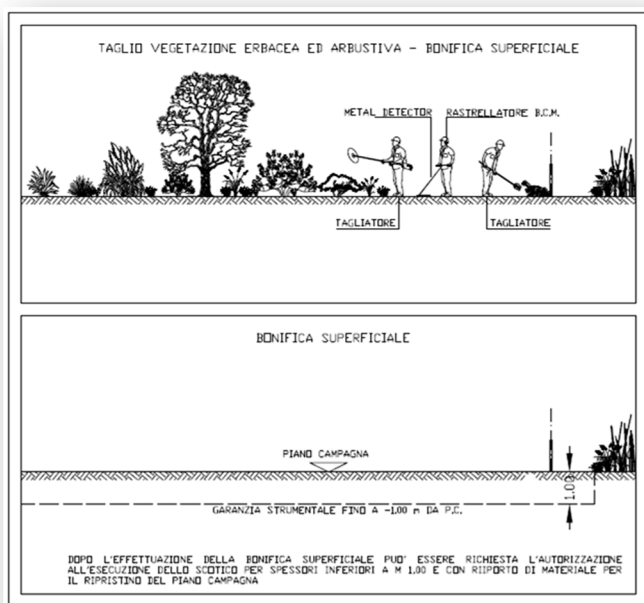 TAGLIO VEGETAZIONE ERBACEA ED ARBUSTIVA - BONIFICA SUPERFICIALE
METAL DETECTOR
RASTRELLATORE B.C.M.
TAGLIATORE
TAGLIATORE
BONIFICA SUPERFICIALE
PIANO CAMPAGNA
1.00
GARANZIA STRUMENTALE FINO A -1.00 m DA P.C.
DOPO L'EFFETTUAZIONE DELLA BONIFICA SUPERFICIALE PUO' ESSERE RICHIESTA L'AUTORIZZAZIONE
ALL'ESECUZIONE DELLO SCOTICO PER SPESSORI INFERIORI A M 1,00 E CON RIIPORTO DI MATERIALE PER
IL RIPRISTINO DEL PIANO CAMPAGNA